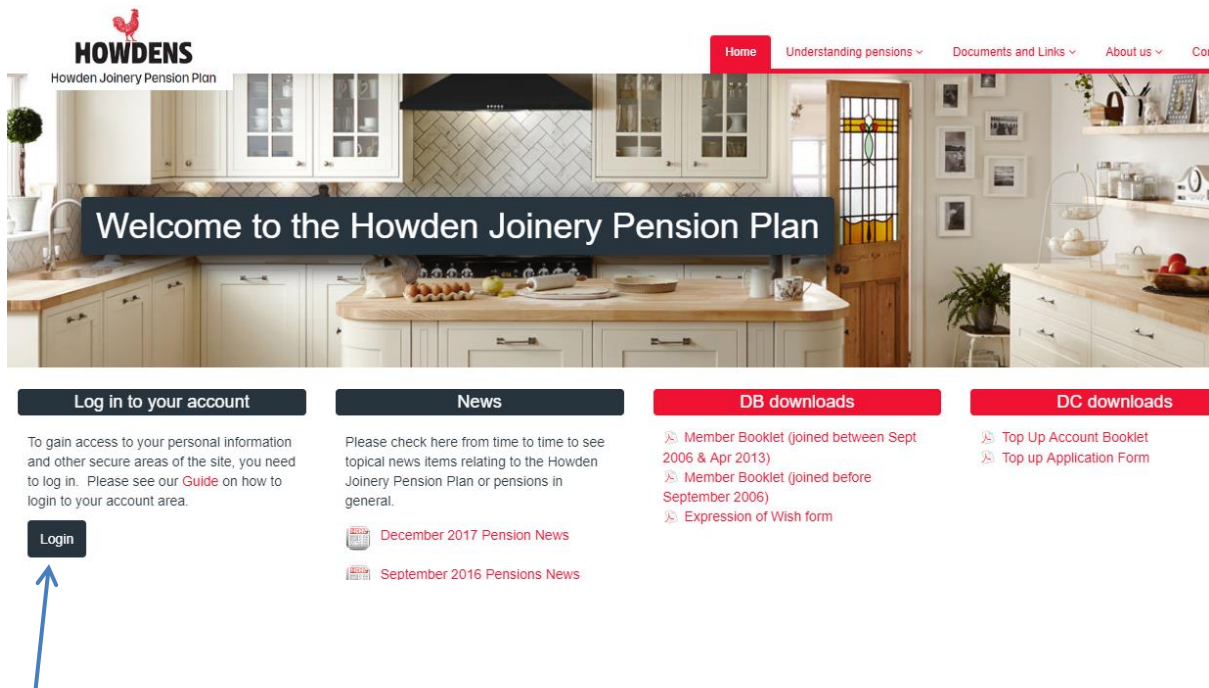 HOWDENS
Howden Joinery Pension Plan
Home
Understanding pensions
Documents and Links
About us
Welcome to the Howden Joinery Pension Plan
Log in to your account
To gain access to your personal information
and other secure areas of the site, you need
to log in. Please see our Guide on how to
login to your account area.
Login
News
Please check here from time to time to see
topical news items relating to the Howden
Joinery Pension Plan or pensions in
general.
December 2017 Pension News
September 2016 Pensions News
DB downloads
Member Booklet (joined between Sept
2006 & Apr 2013)
Member Booklet (joined before
September 2006)
Expression of Wish form
DC downloads
Top Up Account Booklet
Top up Application Form